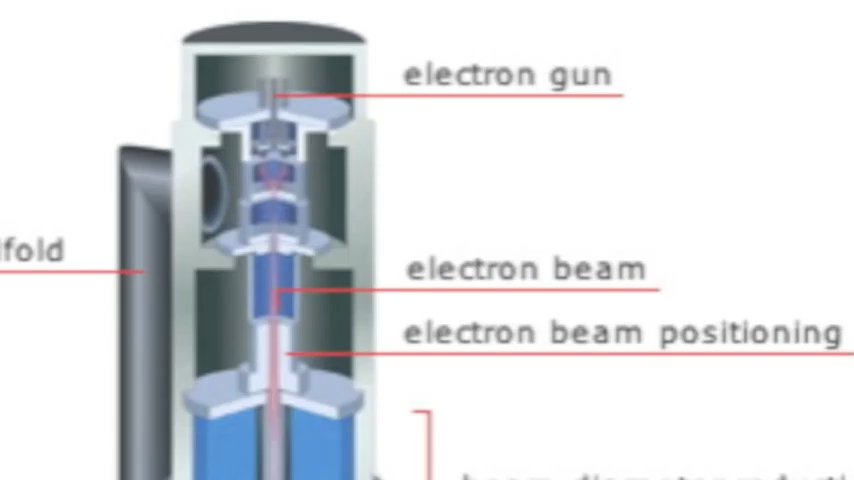 electron gun
ifold
electron beam
electron beam positioning